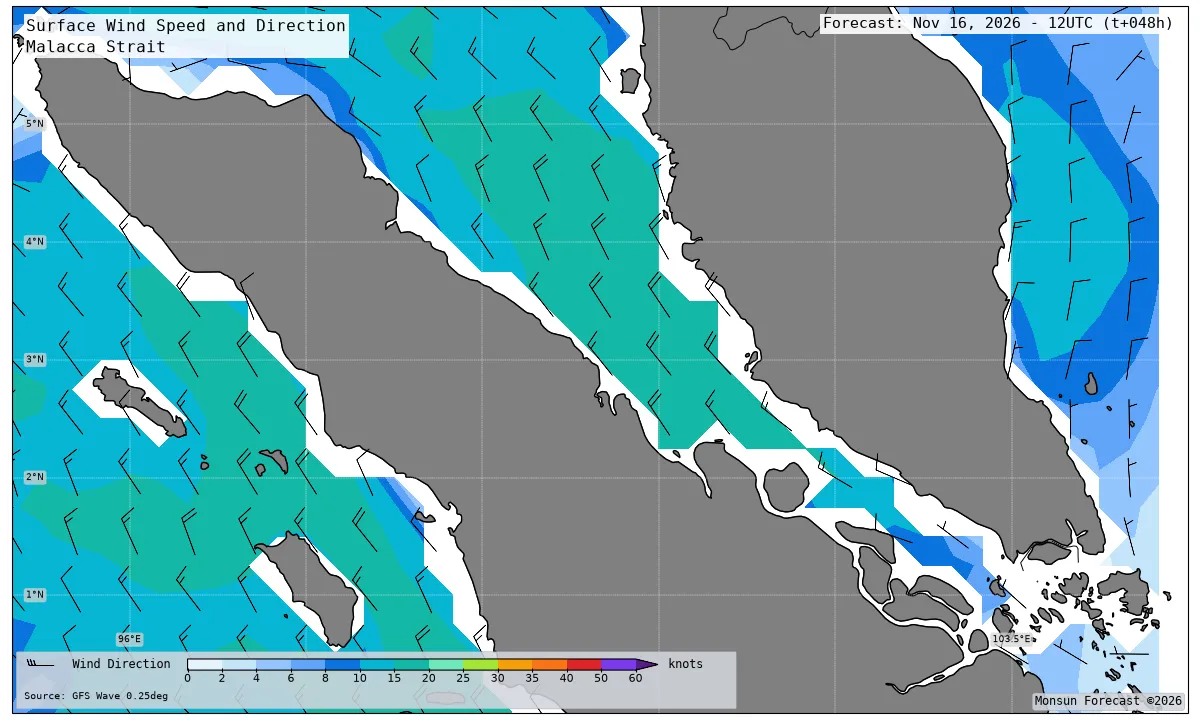 Surface Wind Speed and Direction
Malacca Strait
Forecast: Nov 16, 2026 - 12UTC (t+048h)
5°N
4°N
3°N
2°N
1°N
96°E
103.5°E
Wind Direction
knots
0 2 4 6 8 10 15 20 25 30 35 40 50 60
Source: GFS Wave 0.25deg
Monsun Forecast ©2026